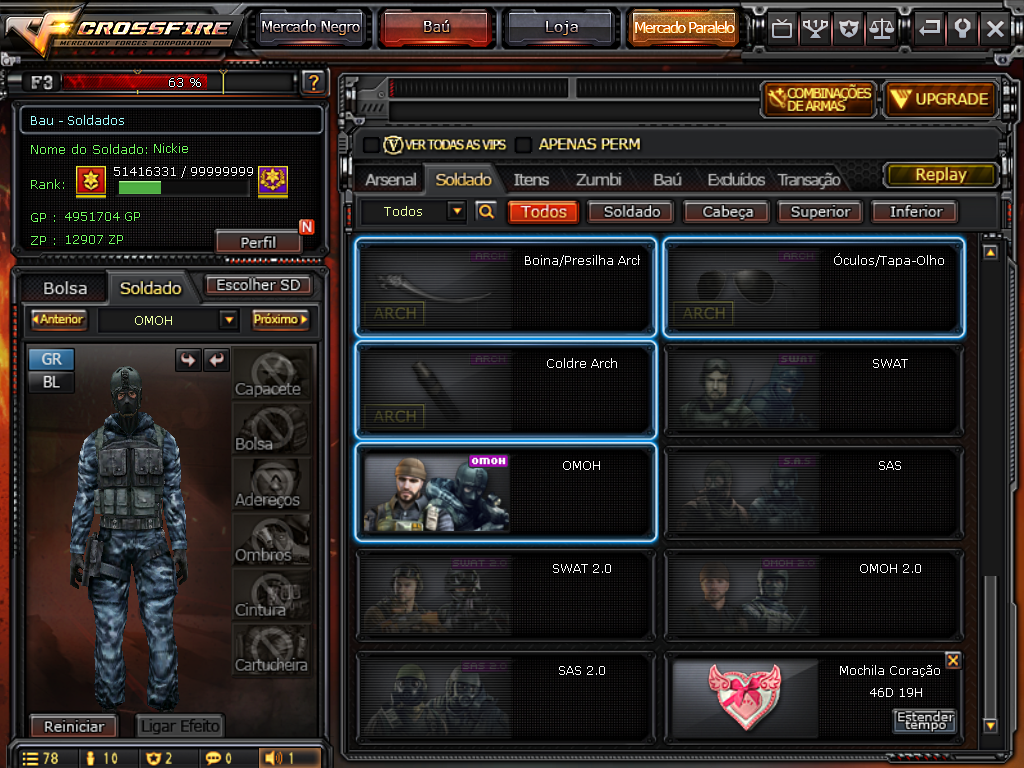 CROSSFIRE
MERCENARY FORCES CORPORATION
Mercado Negro
Baú
Loja
Mercado Paralelo
F3
63 %
?
Bau - Soldados
Nome do Soldado: Nickie
Rank:
51416331 / 99999999
GP : 4951704 GP
ZP : 12907 ZP
N
Perfil
Bolsa
Soldado
Escolher SD
Anterior
OMOH
Próximo
GR
BL
Capacete
Bolsa
Adereços
Ombros
Cintura
Cartucheira
Reiniciar
Ligar Efeito
78
10
2
0
1
COMBINAÇÕES
DE ARMAS
UPGRADE
VER TODAS AS VIPS
APENAS PERM
Arsenal
Soldado
Itens
Zumbi
Baú
Excluídos
Transação
Replay
Todos
Todos
Soldado
Cabeça
Superior
Inferior
ARCH
Boina/Presilha Arch
ARCH
ARCH
Óculos/Tapa-Olho
ARCH
ARCH
Coldre Arch
ARCH
SWAT
SWAT
OMOH
OMOH
S.A.S
SAS
SWAT 2.0
SWAT 2.0
OMOH 2.0
OMOH 2.0
SAS 2.0
SAS 2.0
Mochila Coração
46D 19H
Estender
tempo